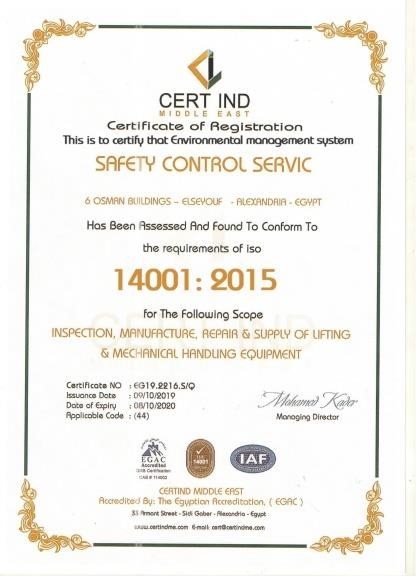 CERT IND
MIDDLE EAST
Certificate of Registration
This is to certify that Environmental management system
SAFETY CONTROL SERVIC
6 OSMAN BUILDINGS – ELSEYOUF - ALEXANDRIA - EGYPT
Has Been Assessed And Found To Conform To
the requirements of iso
14001: 2015
for The Following Scope
INSPECTION, MANUFACTURE, REPAIR & SUPPLY OF LIFTING
& MECHANICAL HANDLING EQUIPMENT
Certificate NO : EG19.2216.S/Q
Issuance Date : 09/10/2019
Date of Expiry : 08/10/2020
Applicable Code : (44)
Mohamed Kader
Managing Director
EGAC
Accredited
CAB # 114002
14001
IAF
CERTIND MIDDLE EAST
Accredited By: The Egyptian Accreditation, ( EGAC )
33 Armant Street - Sidi Gaber - Alexandria - Egypt
www.certindme.com E-mail: cert@certindme.com